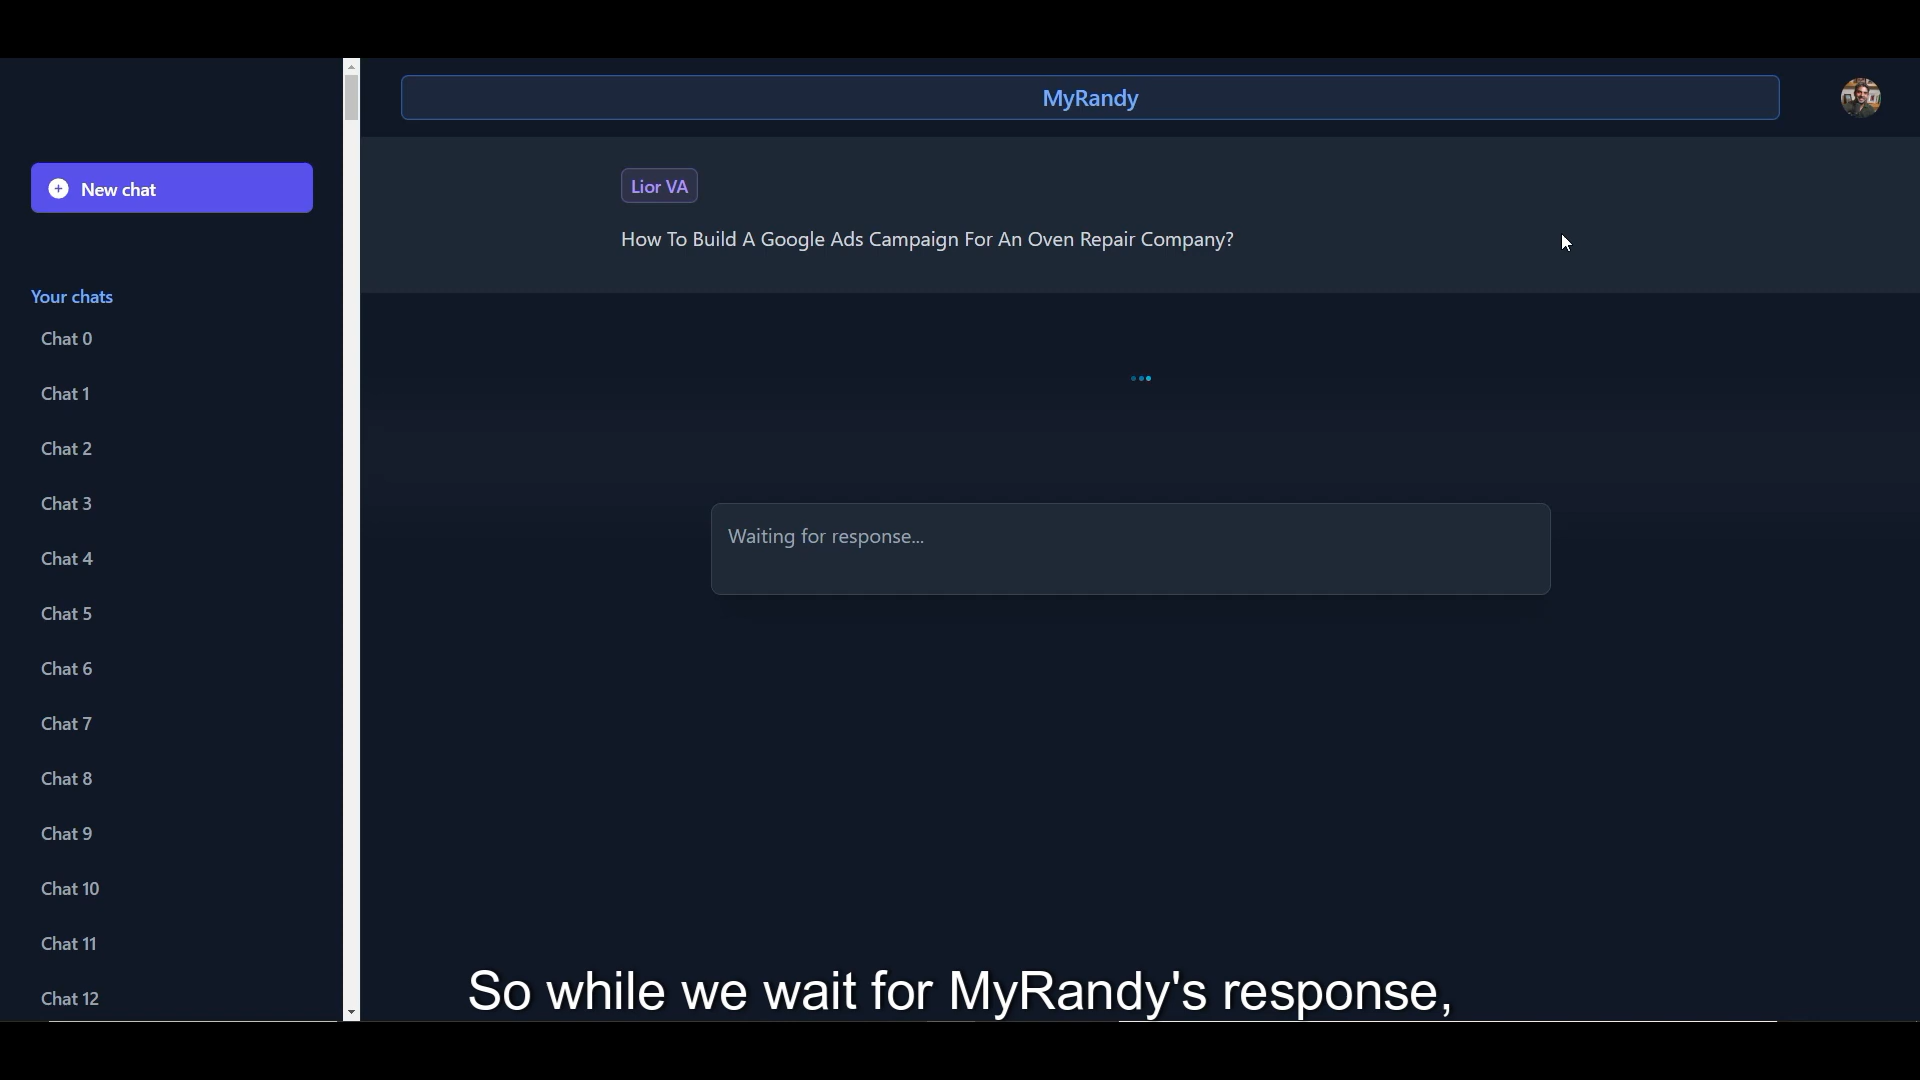 MyRandy
New chat
Lior VA
How To Build A Google Ads Campaign For An Oven Repair Company?
Your chats
Chat 0
Chat 1
Chat 2
Chat 3
Chat 4
Chat 5
Chat 6
Chat 7
Chat 8
Chat 9
Chat 10
Chat 11
Chat 12
Waiting for response...
So while we wait for MyRandy's response,